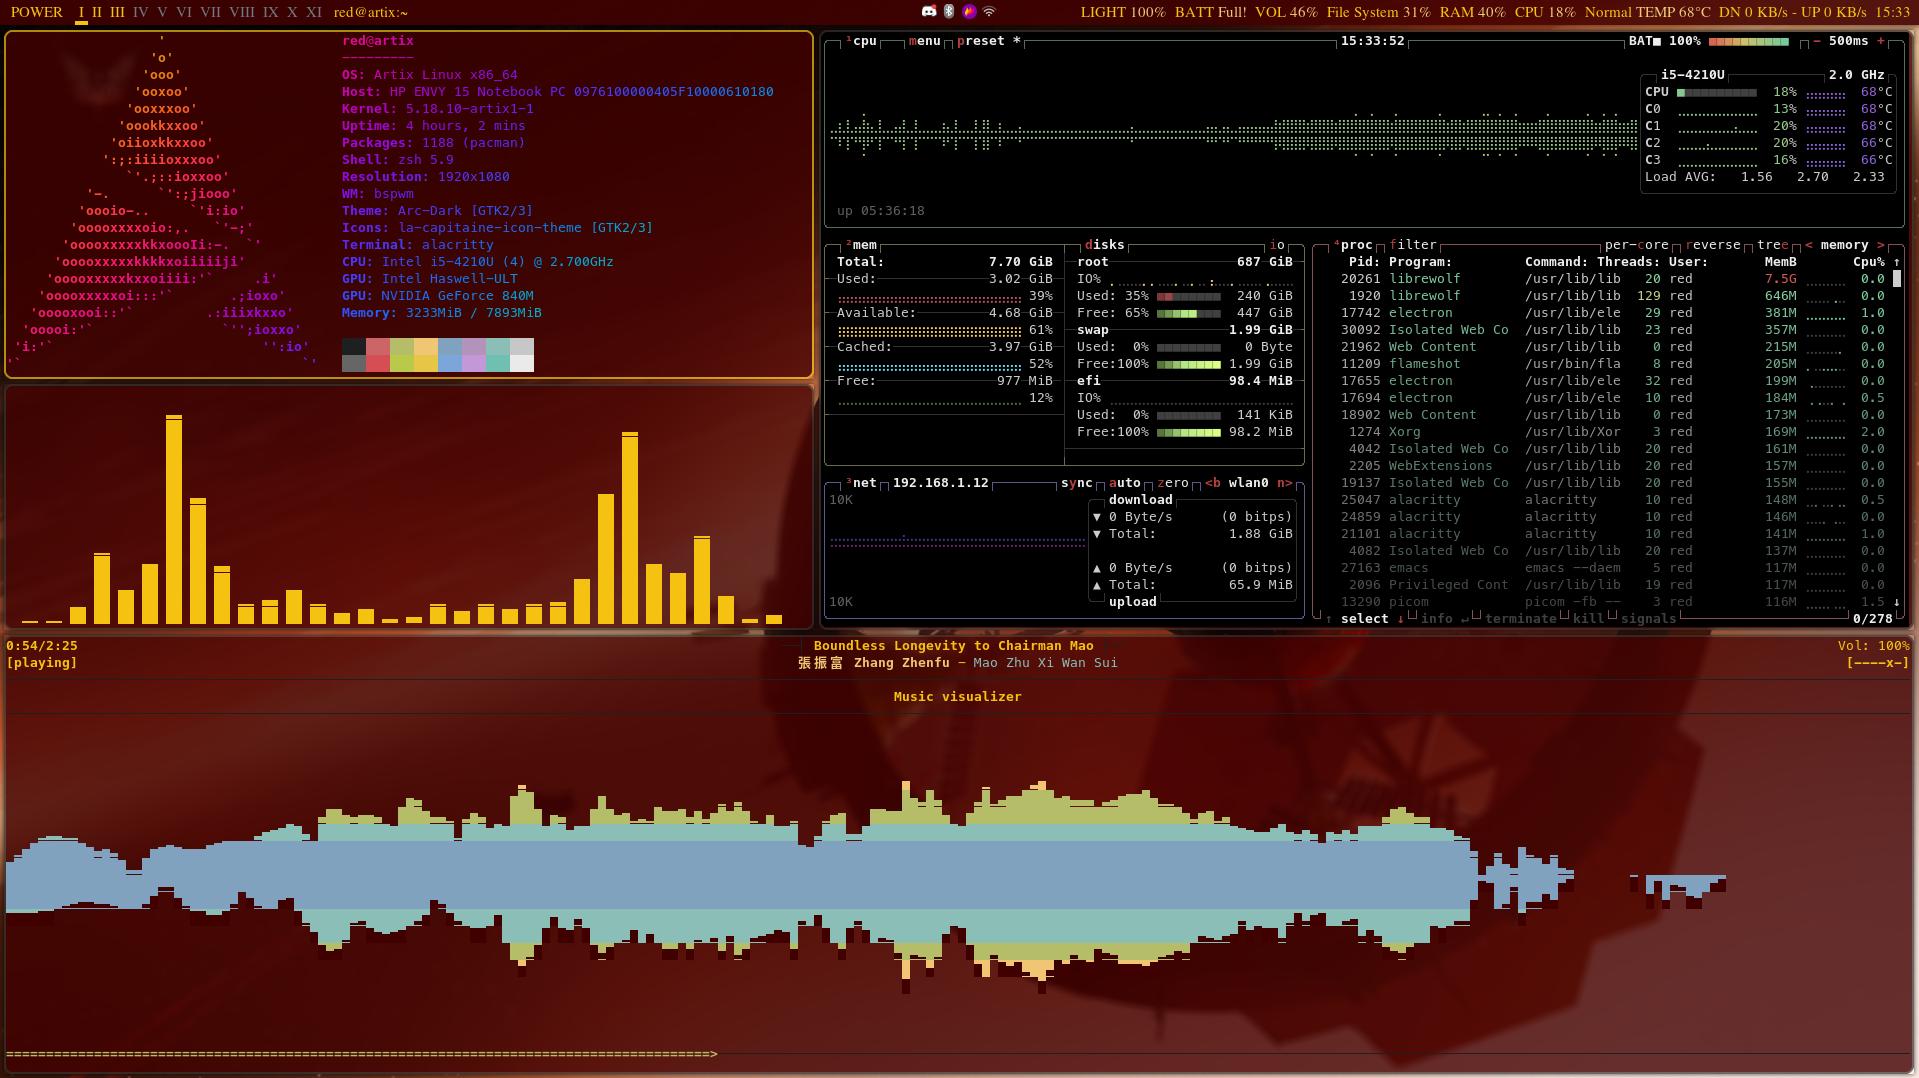 POWER I II III IV V VI VII VIII IX X XI red@artix:~ LIGHT 100% BATT Full! VOL 46% File System 31% RAM 40% CPU 18% Normal TEMP 68°C DN 0 KB/s - UP 0 KB/s 15:33
red@artix
---------
OS: Artix Linux x86_64
Host: HP ENVY 15 Notebook PC 0976100000405F10000610180
Kernel: 5.18.10-artix1-1
Uptime: 4 hours, 2 mins
Packages: 1188 (pacman)
Shell: zsh 5.9
Resolution: 1920x1080
WM: bspwm
Theme: Arc-Dark [GTK2/3]
Icons: la-capitaine-icon-theme [GTK2/3]
Terminal: alacritty
CPU: Intel i5-4210U (4) @ 2.700GHz
GPU: Intel Haswell-ULT
GPU: NVIDIA GeForce 840M
Memory: 3233MiB / 7893MiB
'
'o'
'ooo'
'ooxoo'
'ooxxxoo'
'oookkxxoo'
'oiioxkkxxoo'
':;:iiiioxxxoo'
`'.;::ioxxoo'
'-. `':;jiooo'
'oooio-.. `'i:io'
'ooooxxxxoio:,. `'-;'
'ooooxxxxxkkxoooIi:-. `'
'ooooxxxxxkkkkxoiiiiiji'
'ooooxxxxxkxxoiiii:'` .i'
'ooooxxxxxoi:::'` .;ioxo'
'ooooxooi::'` .:iiixkxxo'
'ooooi:'` `'';ioxxo'
'i:'` '':io'
'` `'
¹cpu menu preset * 15:33:52 BAT■ 100% - 500ms +
i5-4210U 2.0 GHz
CPU 18% 68°C
C0 13% 68°C
C1 20% 68°C
C2 20% 66°C
C3 16% 66°C
Load AVG: 1.56 2.70 2.33
up 05:36:18
²mem
Total: 7.70 GiB
Used: 3.02 GiB
39%
Available: 4.68 GiB
61%
Cached: 3.97 GiB
52%
Free: 977 MiB
12%
disks io
root 687 GiB
IO%
Used: 35% 240 GiB
Free: 65% 447 GiB
swap 1.99 GiB
Used: 0% 0 Byte
Free:100% 1.99 GiB
efi 98.4 MiB
IO%
Used: 0% 141 KiB
Free:100% 98.2 MiB
³net 192.168.1.12 sync auto zero <b wlan0 n>
10K
download
▼ 0 Byte/s (0 bitps)
▼ Total: 1.88 GiB
▲ 0 Byte/s (0 bitps)
▲ Total: 65.9 MiB
10K
upload
⁴proc filter per-core reverse tree < memory >
Pid: Program: Command: Threads: User: MemB Cpu% ↑
20261 librewolf /usr/lib/lib 20 red 7.5G 0.0
1920 librewolf /usr/lib/lib 129 red 646M 0.0
17742 electron /usr/lib/ele 29 red 381M 1.0
30092 Isolated Web Co /usr/lib/lib 23 red 357M 0.0
21962 Web Content /usr/lib/lib 0 red 215M 0.0
11209 flameshot /usr/bin/fla 8 red 205M 0.0
17655 electron /usr/lib/ele 32 red 199M 0.0
17694 electron /usr/lib/ele 10 red 184M 0.5
18902 Web Content /usr/lib/lib 0 red 173M 0.0
1274 Xorg /usr/lib/Xor 3 red 169M 2.0
4042 Isolated Web Co /usr/lib/lib 20 red 161M 0.0
2205 WebExtensions /usr/lib/lib 20 red 157M 0.0
19137 Isolated Web Co /usr/lib/lib 20 red 155M 0.0
25047 alacritty alacritty 10 red 148M 0.5
24859 alacritty alacritty 10 red 146M 0.0
21101 alacritty alacritty 10 red 141M 1.0
4082 Isolated Web Co /usr/lib/lib 20 red 137M 0.0
27163 emacs emacs --daem 5 red 117M 0.0
2096 Privileged Cont /usr/lib/lib 19 red 117M 0.0
13290 picom picom -fb -- 3 red 116M 1.5 ↓
↑ select ↓ info ↵ terminate kill signals 0/278
0:54/2:25 Boundless Longevity to Chairman Mao Vol: 100%
[playing] 張振富 Zhang Zhenfu - Mao Zhu Xi Wan Sui [----x-]
Music visualizer
========================================================================================>